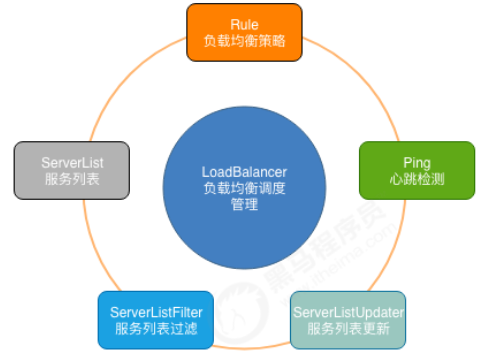 Rule
负载均衡策略
ServerList
服务列表
LoadBalancer
负载均衡调度
管理
Ping
心跳检测
ServerListFilter
服务列表过滤
ServerListUpdater
服务列表更新
黑马程序员
www.itheima.com